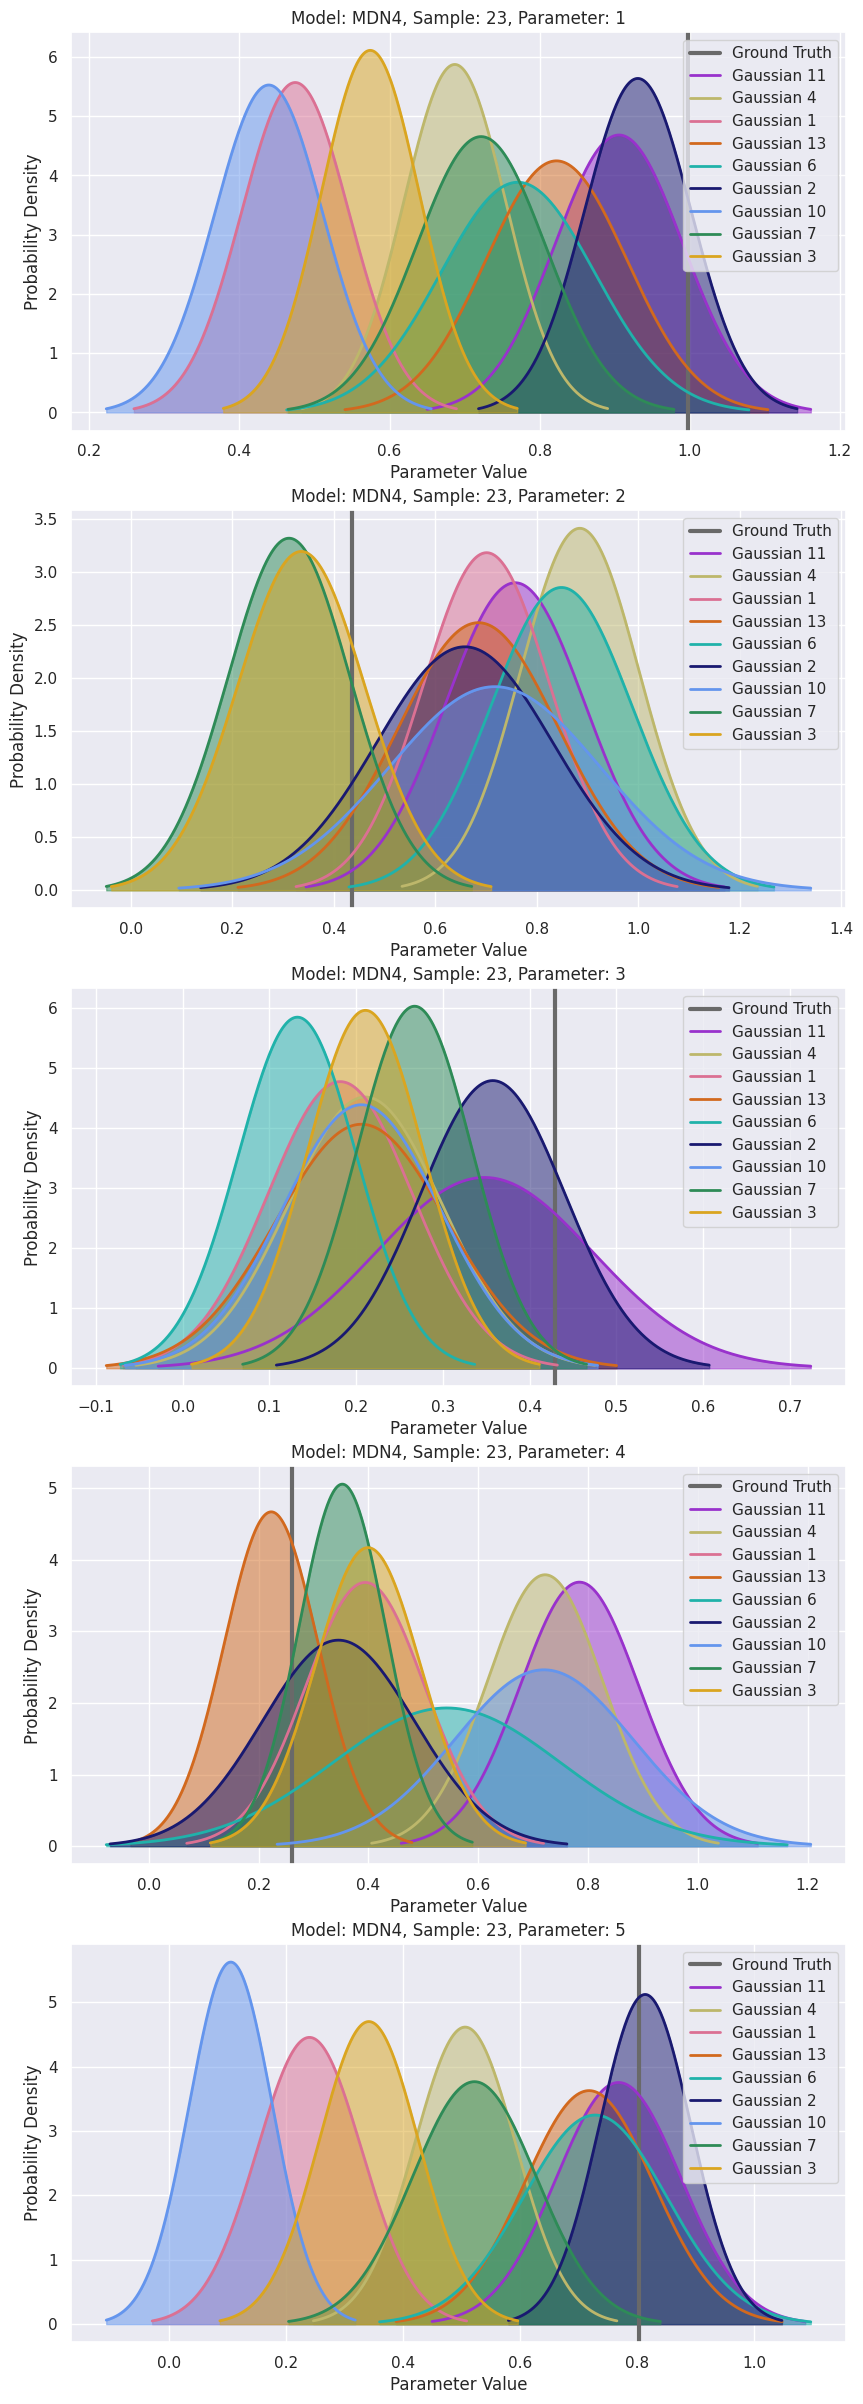 Model: MDN4, Sample: 23, Parameter: 1
Probability Density
6
5
4
3
2
1
0
Ground Truth
Gaussian 11
Gaussian 4
Gaussian 1
Gaussian 13
Gaussian 6
Gaussian 2
Gaussian 10
Gaussian 7
Gaussian 3
0.2 0.4 0.6 0.8 1.0 1.2
Parameter Value
Model: MDN4, Sample: 23, Parameter: 2
Probability Density
3.5
3.0
2.5
2.0
1.5
1.0
0.5
0.0
Ground Truth
Gaussian 11
Gaussian 4
Gaussian 1
Gaussian 13
Gaussian 6
Gaussian 2
Gaussian 10
Gaussian 7
Gaussian 3
0.0 0.2 0.4 0.6 0.8 1.0 1.2 1.4
Parameter Value
Model: MDN4, Sample: 23, Parameter: 3
Probability Density
6
5
4
3
2
1
0
Ground Truth
Gaussian 11
Gaussian 4
Gaussian 1
Gaussian 13
Gaussian 6
Gaussian 2
Gaussian 10
Gaussian 7
Gaussian 3
−0.1 0.0 0.1 0.2 0.3 0.4 0.5 0.6 0.7
Parameter Value
Model: MDN4, Sample: 23, Parameter: 4
Probability Density
5
4
3
2
1
0
Ground Truth
Gaussian 11
Gaussian 4
Gaussian 1
Gaussian 13
Gaussian 6
Gaussian 2
Gaussian 10
Gaussian 7
Gaussian 3
0.0 0.2 0.4 0.6 0.8 1.0 1.2
Parameter Value
Model: MDN4, Sample: 23, Parameter: 5
Probability Density
5
4
3
2
1
0
Ground Truth
Gaussian 11
Gaussian 4
Gaussian 1
Gaussian 13
Gaussian 6
Gaussian 2
Gaussian 10
Gaussian 7
Gaussian 3
0.0 0.2 0.4 0.6 0.8 1.0
Parameter Value